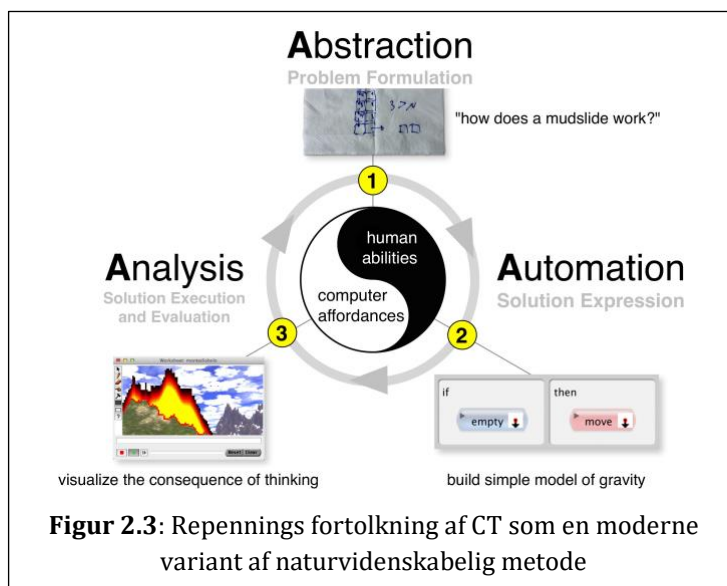 Abstraction
Problem Formulation
"how does a mudslide work?"
1
human
abilities
computer
affordances
Analysis
Solution Execution
and Evaluation
3
Automation
Solution Expression
2
if
empty
then
move
visualize the consequence of thinking
build simple model of gravity
Figur 2.3: Repennings fortolkning af CT som en moderne
variant af naturvidenskabelig metode